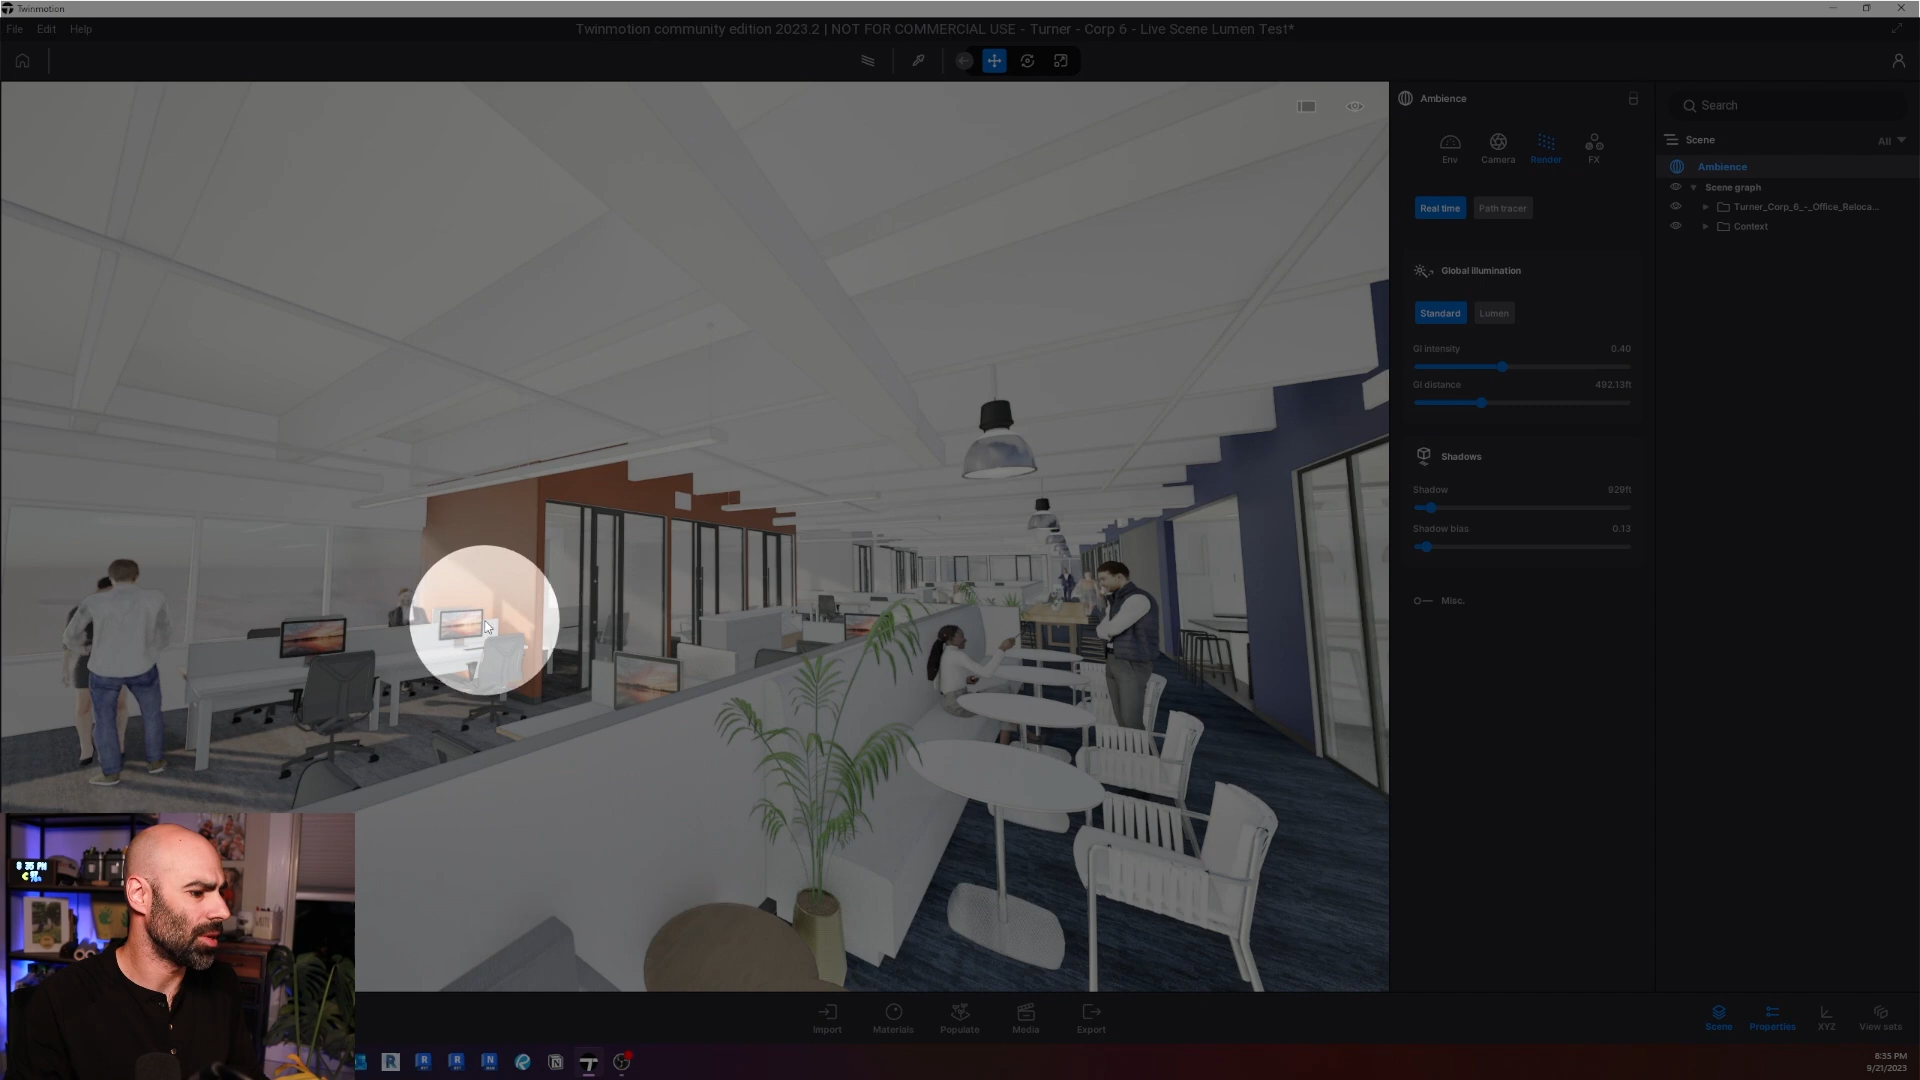 Twinmotion
File Edit Help
Twinmotion community edition 2023.2 | NOT FOR COMMERCIAL USE - Turner - Corp 6 - Live Scene Lumen Test*
Ambience
Env Camera Render FX
Real time Path tracer
Global illumination
Standard Lumen
GI intensity 0.40
GI distance 492.13ft
Shadows
Shadow 929ft
Shadow bias 0.13
Misc.
Search
Scene All
Ambience
Scene graph
Turner_Corp_6_-_Office_Reloca...
Context
8 35 PM
Import Materials Populate Media Export
Scene Properties XYZ View sets
8:35 PM
9/21/2023